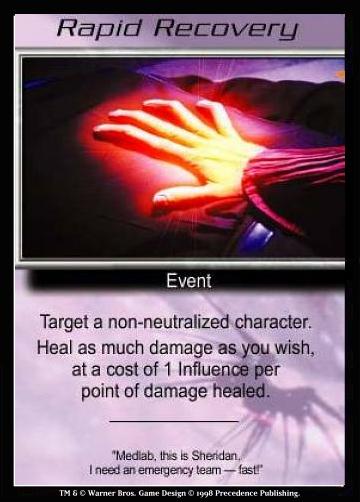 Rapid Recovery
Event
Target a non-neutralized character.
Heal as much damage as you wish,
at a cost of 1 Influence per
point of damage healed.
"Medlab, this is Sheridan.
I need an emergency team — fast!"
TM & © Warner Bros. Game Design © 1998 Precedence Publishing.